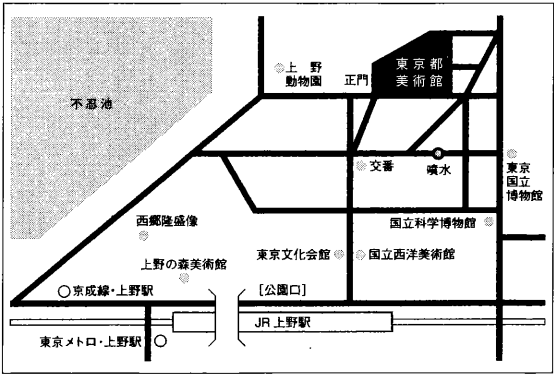 不忍池
上野
動物園
正門
東京都
美術館
交番
噴水
東京
国立
博物館
西郷隆盛像
国立科学博物館
上野の森美術館
東京文化会館
国立西洋美術館
京成線・上野駅
[公園口]
JR上野駅
東京メトロ・上野駅